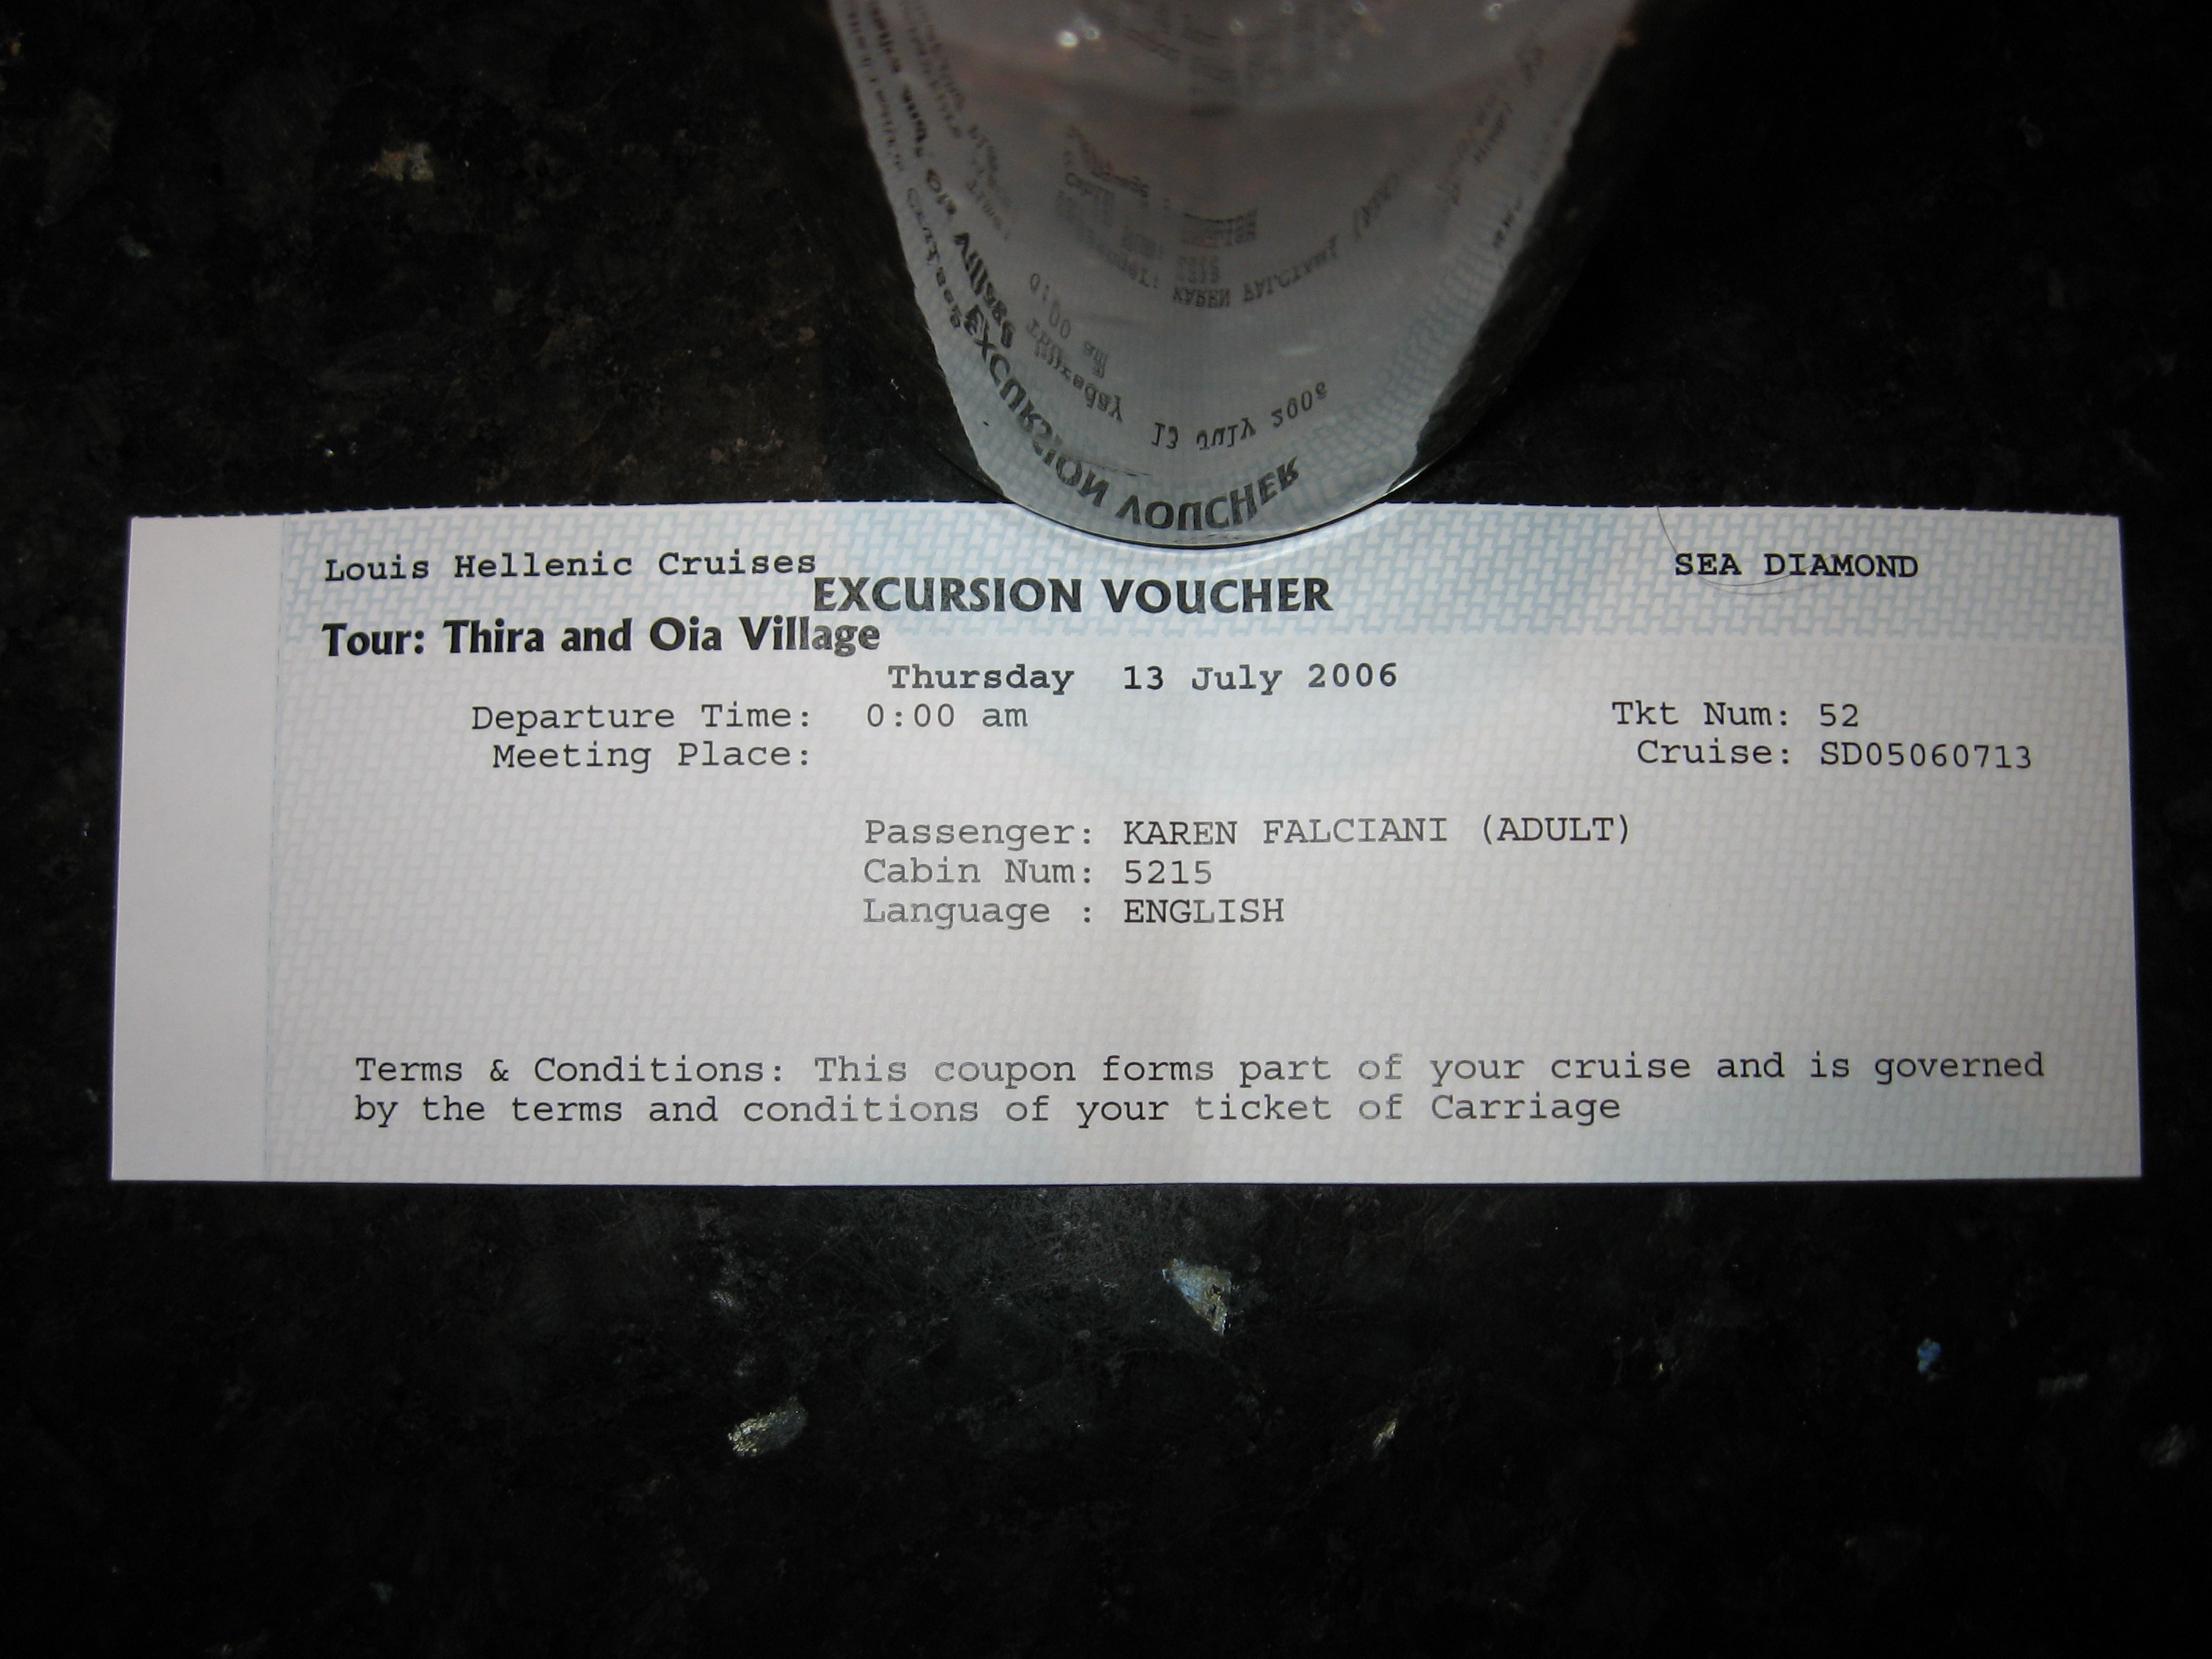 Louis Hellenic Cruises
SEA DIAMOND
EXCURSION VOUCHER
Tour: Thira and Oia Village
Thursday 13 July 2006
Departure Time: 0:00 am
Tkt Num: 52
Meeting Place:
Cruise: SD05060713
Passenger: KAREN FALCIANI (ADULT)
Cabin Num: 5215
Language : ENGLISH
Terms & Conditions: This coupon forms part of your cruise and is governed
by the terms and conditions of your ticket of Carriage